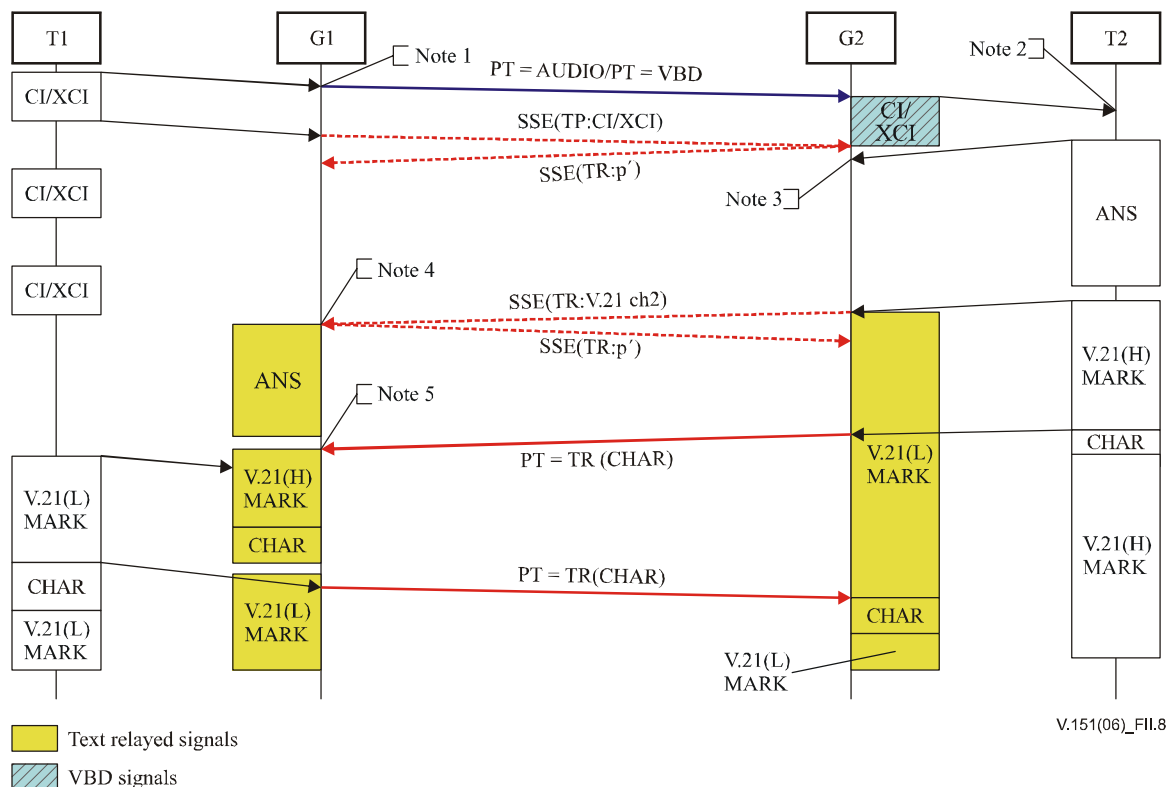 T1
G1
G2
T2
Note 1
Note 2
PT = AUDIO/PT = VBD
CI/XCI
CI/
XCI
SSE(TP:CI/XCI)
SSE(TR:p´)
CI/XCI
Note 3
ANS
Note 4
CI/XCI
SSE(TR:V.21 ch2)
SSE(TR:p´)
V.21(H)
MARK
ANS
Note 5
CHAR
PT = TR (CHAR)
V.21(L)
MARK
V.21(H)
MARK
V.21(L)
MARK
V.21(H)
MARK
CHAR
PT = TR(CHAR)
CHAR
V.21(L)
MARK
CHAR
V.21(L)
MARK
V.21(L)
MARK
V.151(06)_FII.8
Text relayed signals
VBD signals